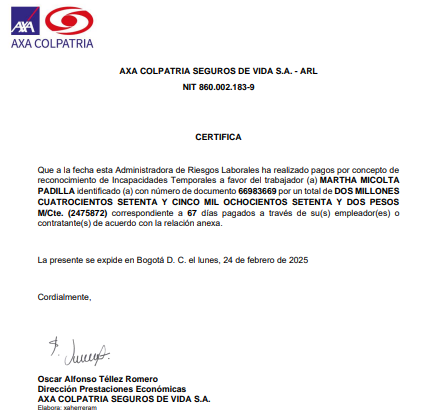 AXA
AXA COLPATRIA
AXA COLPATRIA SEGUROS DE VIDA S.A. - ARL
NIT 860.002.183-9
CERTIFICA
Que a la fecha esta Administradora de Riesgos Laborales ha realizado pagos por concepto de
reconocimiento de Incapacidades Temporales a favor del trabajador (a) MARTHA MICOLTA
PADILLA identificado (a) con número de documento 66983669 por un total de DOS MILLONES
CUATROCIENTOS SETENTA Y CINCO MIL OCHOCIENTOS SETENTA Y DOS PESOS
M/Cte. (2475872) correspondiente a 67 días pagados a través de su(s) empleador(es) o
contratante(s) de acuerdo con la relación anexa.
La presente se expide en Bogotá D. C. el lunes, 24 de febrero de 2025
Cordialmente,
Oscar Alfonso Téllez Romero
Dirección Prestaciones Económicas
AXA COLPATRIA SEGUROS DE VIDA S.A.
Elabora: xaherreram